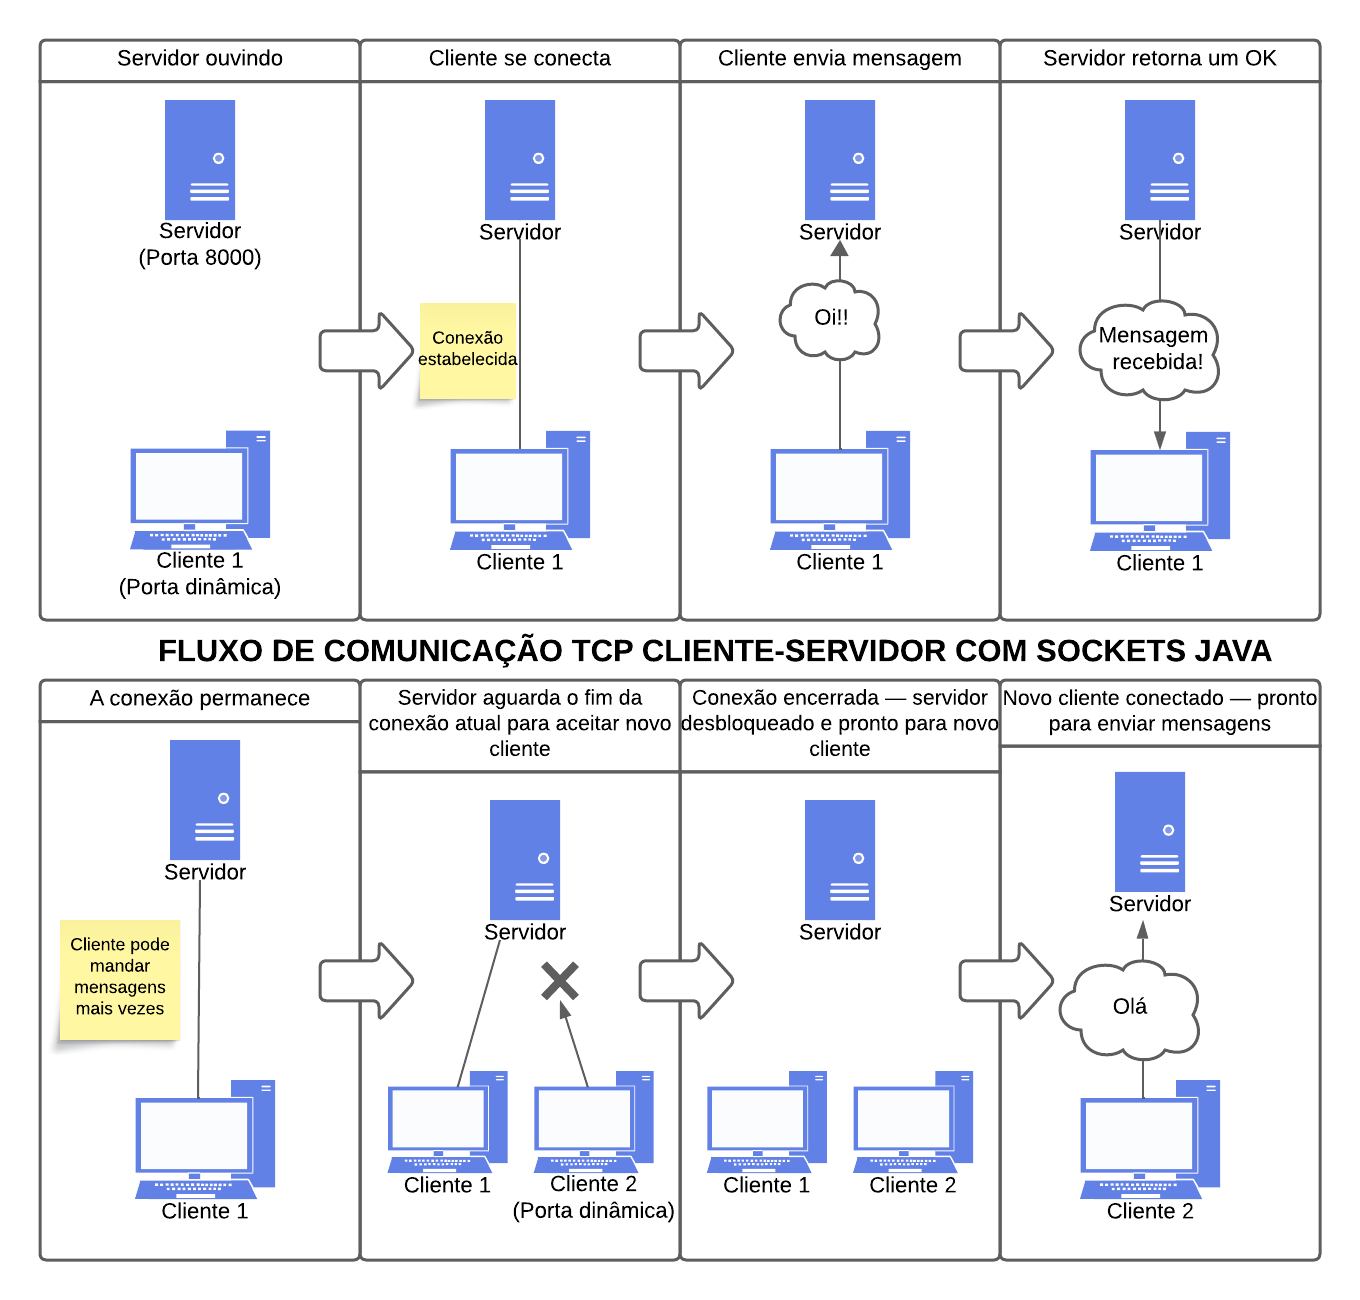 Servidor ouvindo
Servidor
(Porta 8000)
Cliente 1
(Porta dinâmica)
Cliente se conecta
Servidor
Conexão
estabelecida
Cliente 1
Cliente envia mensagem
Servidor
Oi!!
Cliente 1
Servidor retorna um OK
Servidor
Mensagem
recebida!
Cliente 1
FLUXO DE COMUNICAÇÃO TCP CLIENTE-SERVIDOR COM SOCKETS JAVA
A conexão permanece
Servidor
Cliente pode
mandar
mensagens
mais vezes
Cliente 1
Servidor aguarda o fim da
conexão atual para aceitar novo
cliente
Servidor
Cliente 1
Cliente 2
(Porta dinâmica)
Conexão encerrada — servidor
desbloqueado e pronto para novo
cliente
Servidor
Cliente 1
Cliente 2
Novo cliente conectado — pronto
para enviar mensagens
Servidor
Olá
Cliente 2